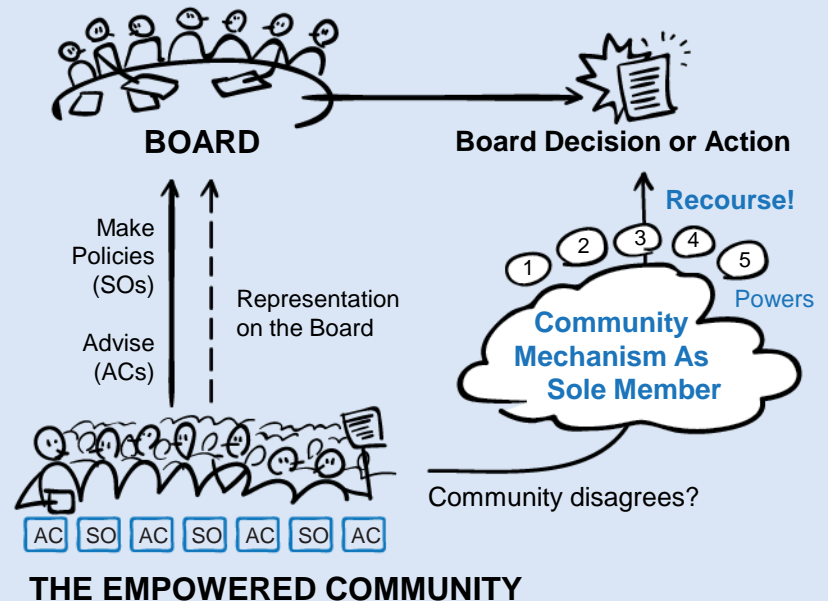 BOARD
Board Decision or Action
Make
Policies
(SOs)
Advise
(ACs)
Representation
on the Board
Recourse!
1
2
3
4
5
Powers
Community
Mechanism As
Sole Member
Community disagrees?
AC SO AC SO AC SO AC
THE EMPOWERED COMMUNITY